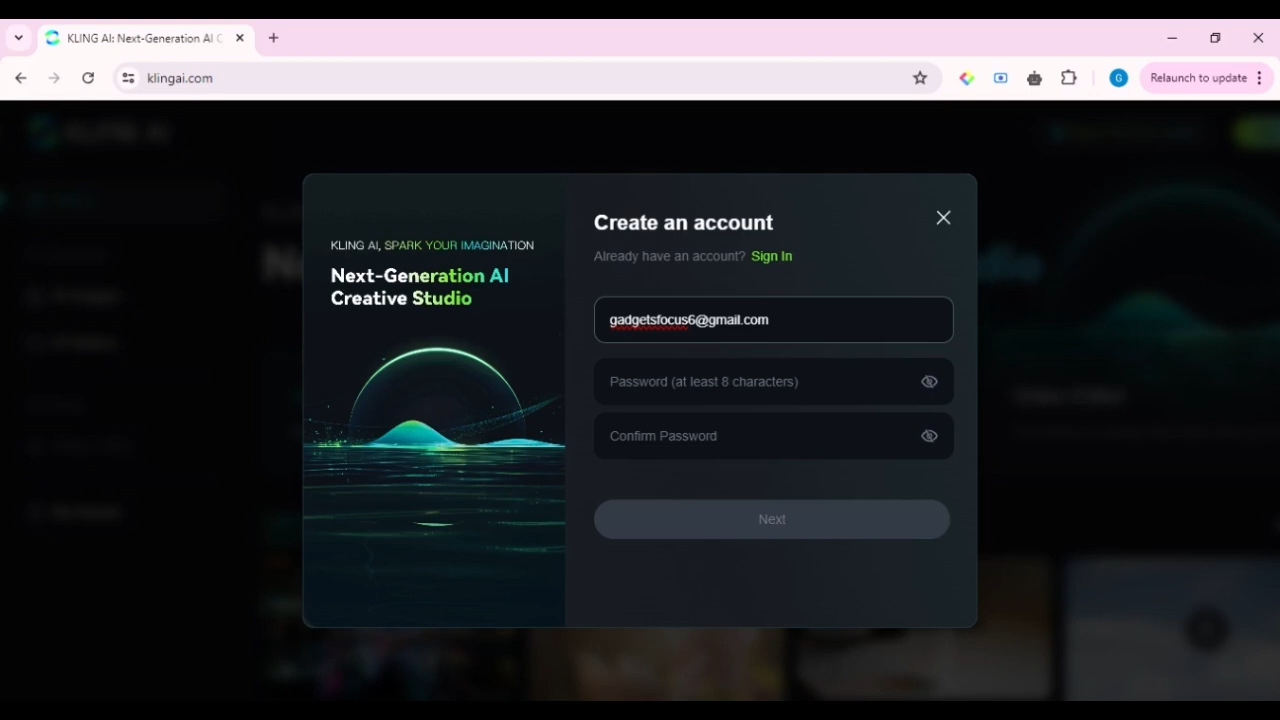 KLING AI: Next-Generation AI C
klingai.com
G
Relaunch to update
KLING AI
KLING AI, SPARK YOUR IMAGINATION
Next-Generation AI
Creative Studio
Create an account
Already have an account? Sign In
gadgetsfocus6@gmail.com
Password (at least 8 characters)
Confirm Password
Next